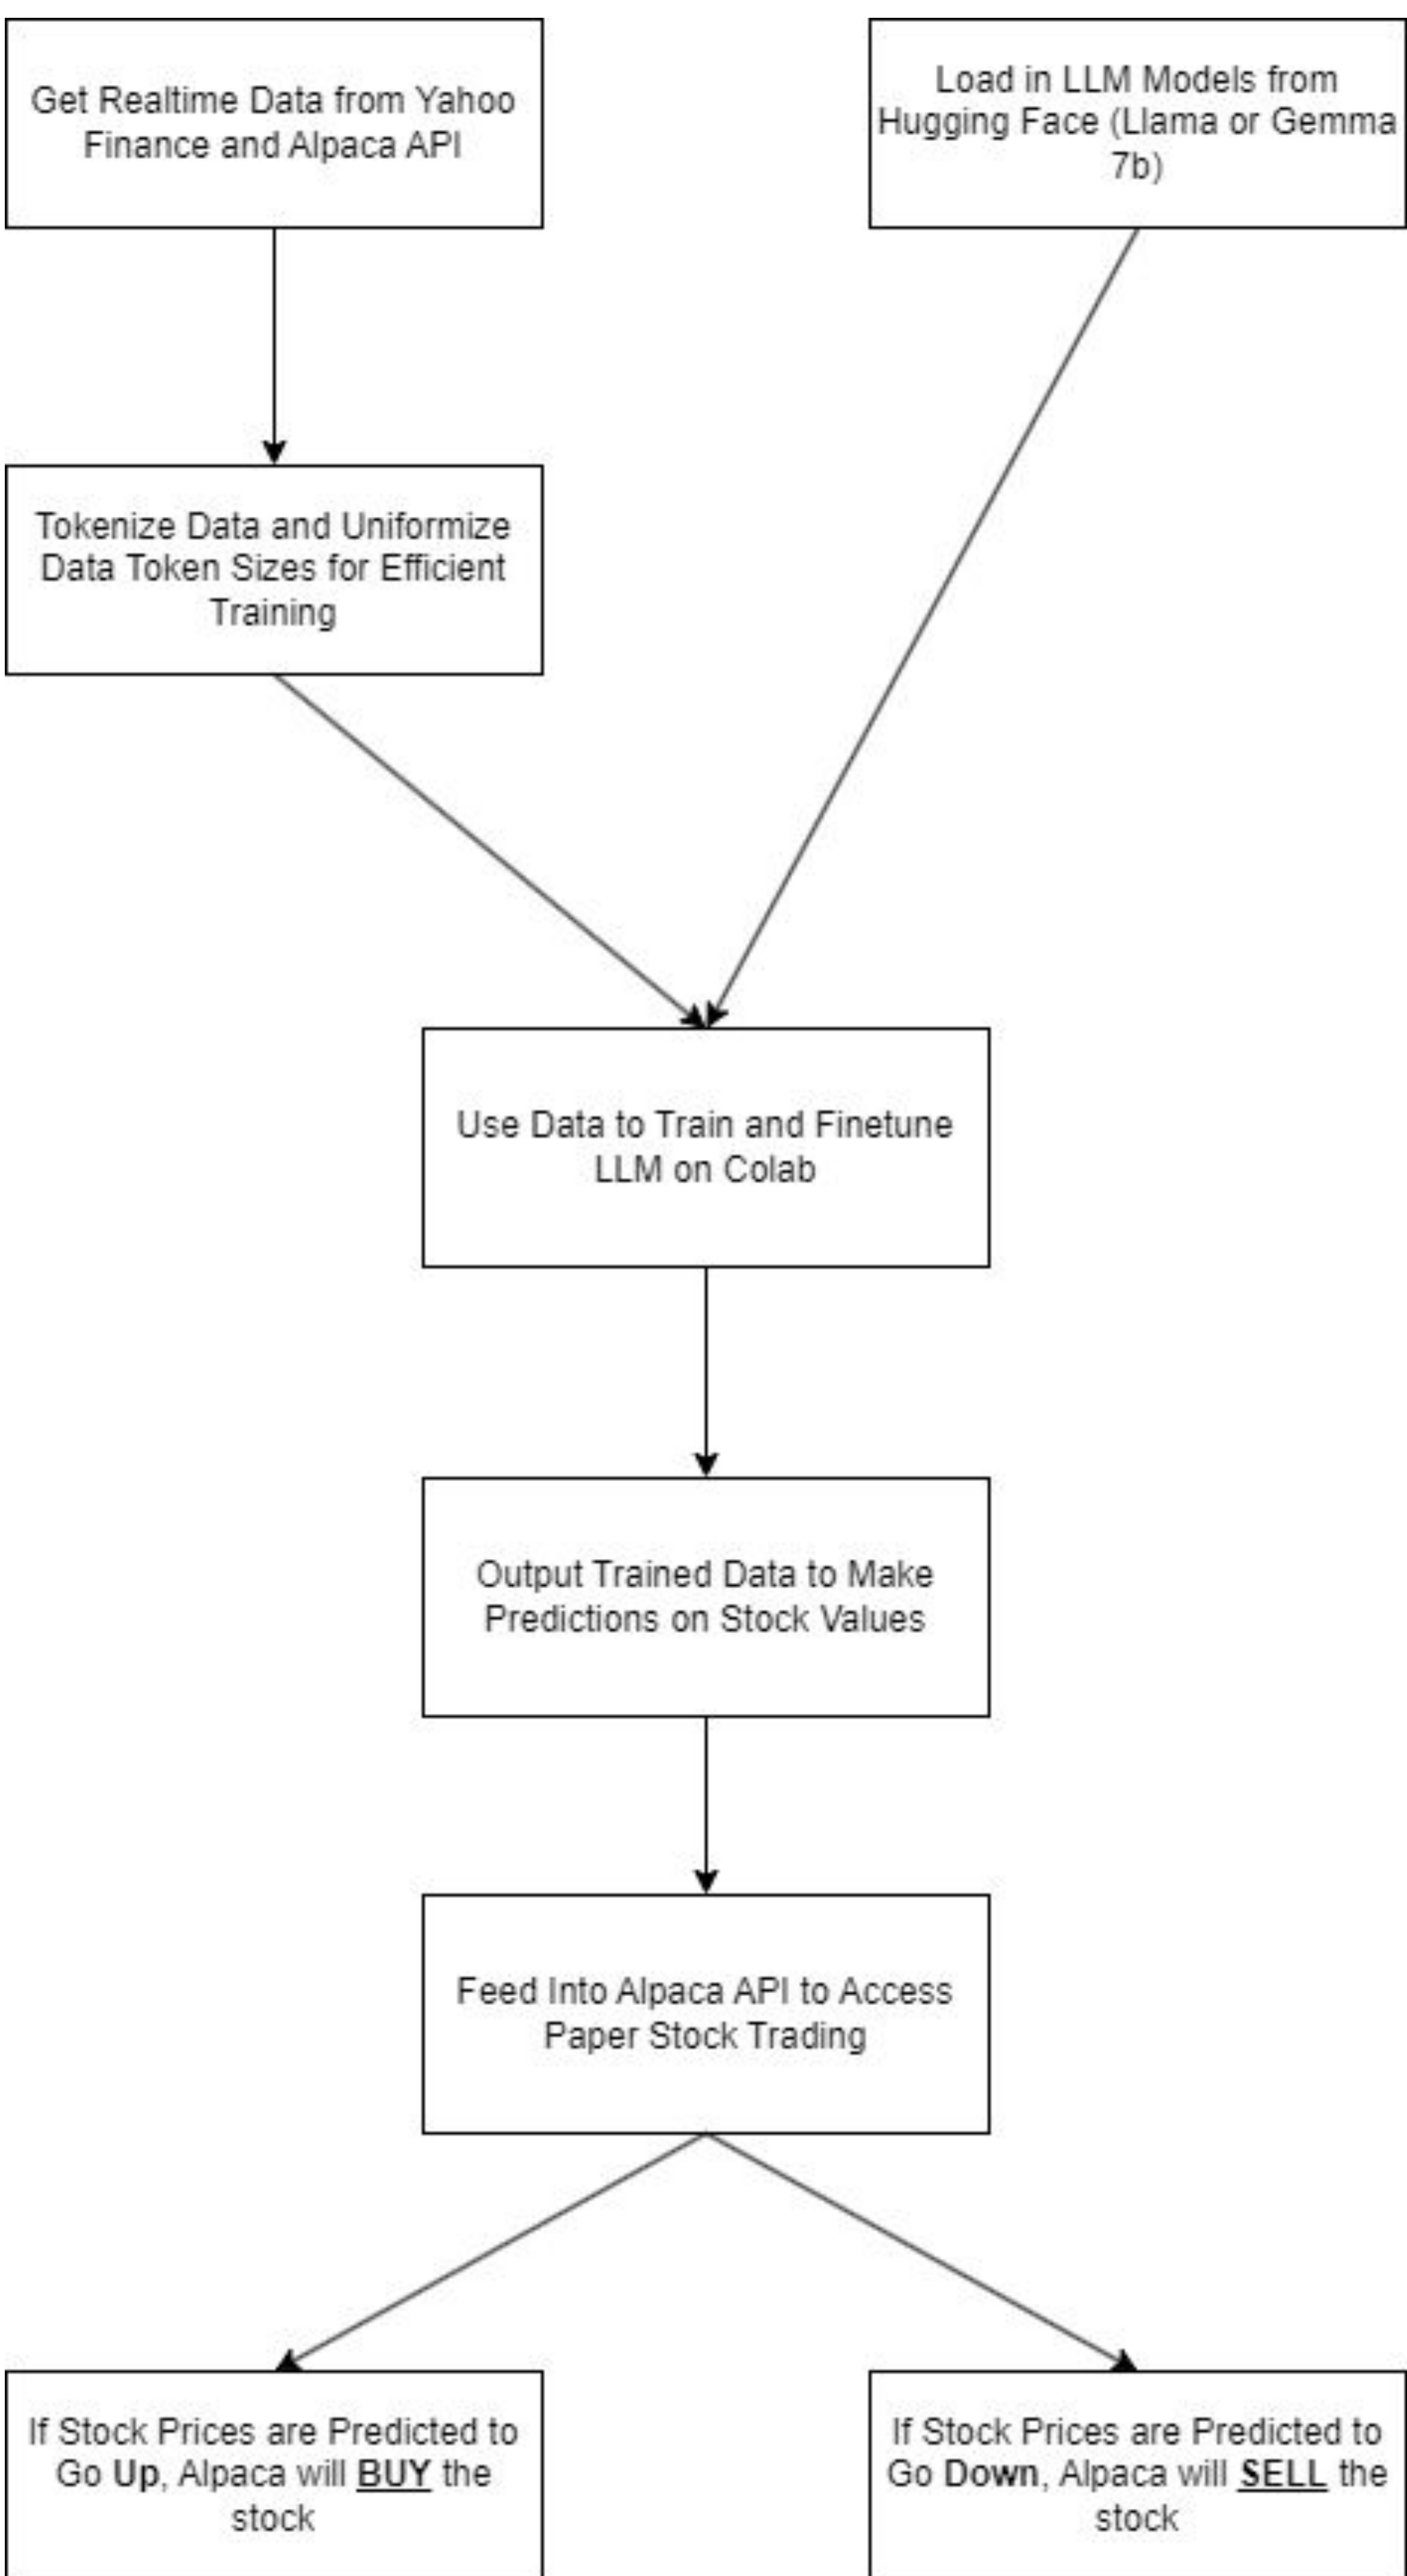 Get Realtime Data from Yahoo
Finance and Alpaca API
Load in LLM Models from
Hugging Face (Llama or Gemma
7b)
Tokenize Data and Uniformize
Data Token Sizes for Efficient
Training
Use Data to Train and Finetune
LLM on Colab
Output Trained Data to Make
Predictions on Stock Values
Feed Into Alpaca API to Access
Paper Stock Trading
If Stock Prices are Predicted to
Go Up, Alpaca will BUY the
stock
If Stock Prices are Predicted to
Go Down, Alpaca will SELL the
stock